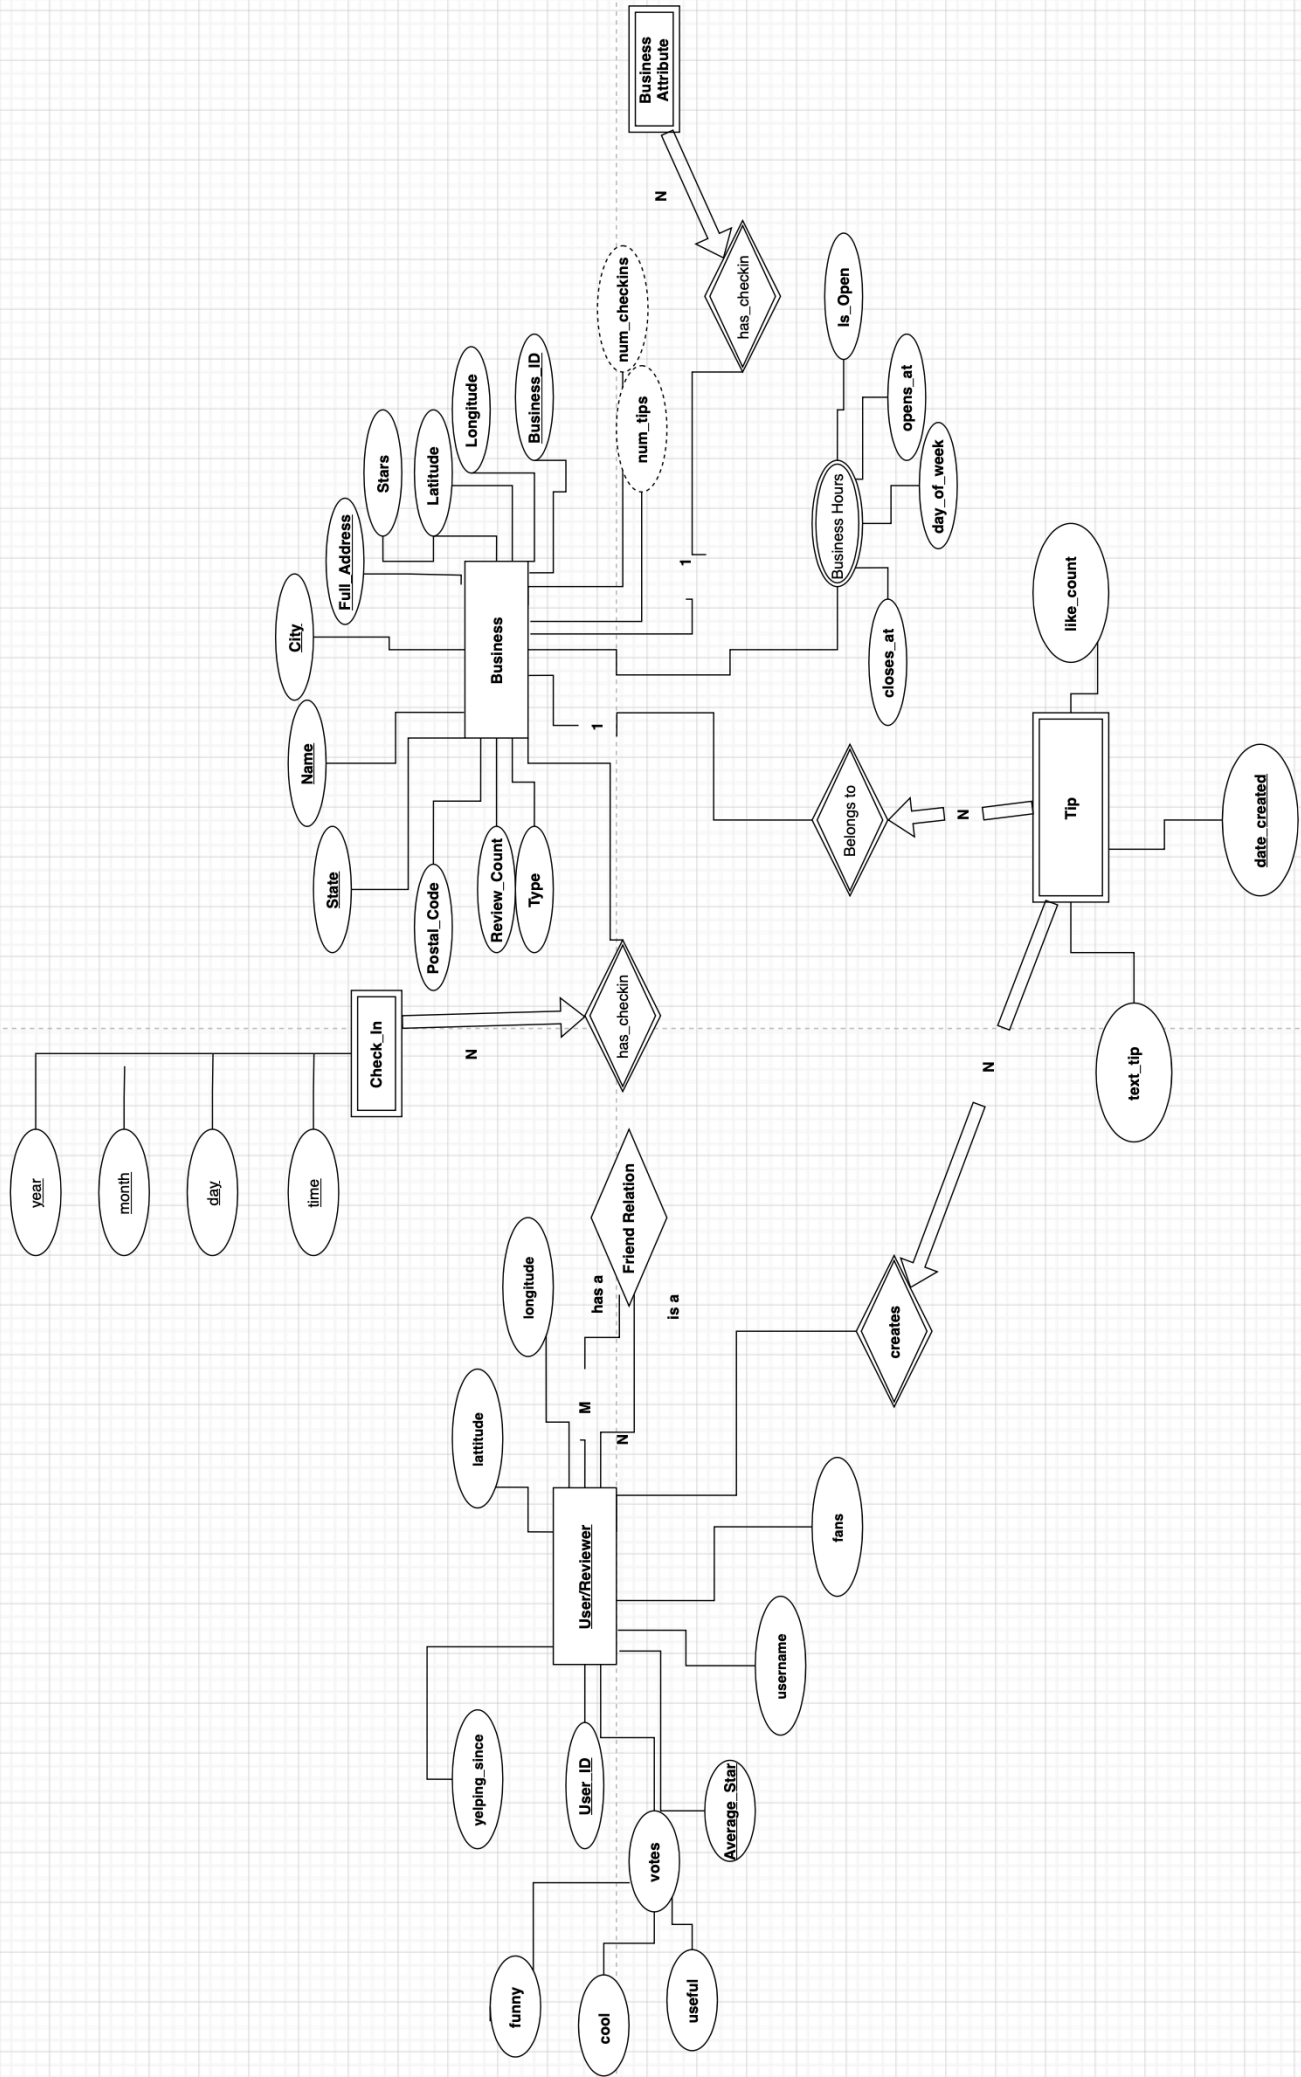 year
month
day
time
Check_In
N
has_checkin
State
Name
City
Full_Address
Stars
Latitude
Longitude
Business_ID
num_checkins
num_tips
Postal_Code
Review_Count
Type
Business
1
1
Business
Attribute
N
has_checkin
Is_Open
opens_at
day_of_week
closes_at
Business Hours
Belongs to
N
Tip
like_count
date_created
text_tip
N
creates
Friend Relation
has a
is a
M
N
longitude
lattitude
User/Reviewer
fans
username
yelping_since
User_ID
Average_Star
votes
funny
cool
useful